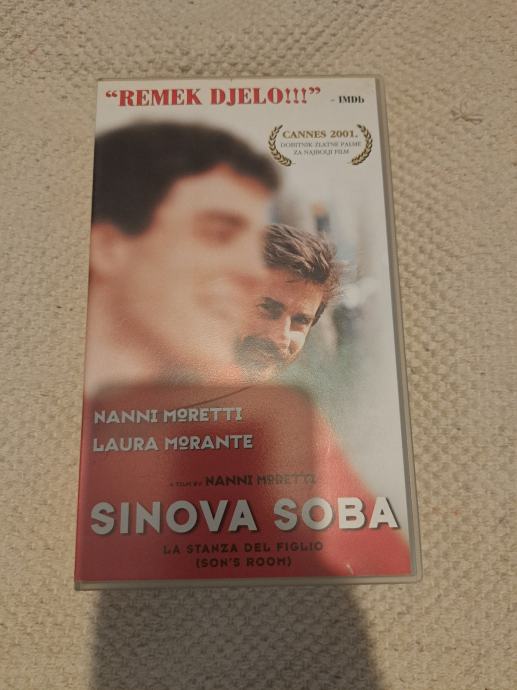 “REMEK DJELO!!!” - IMDb
CANNES 2001.
DOBITNIK ZLATNE PALME
ZA NAJBOLJI FILM
NANNI MORETTI
LAURA MORANTE
A FILM BY NANNI MORETTI
SINOVA SOBA
LA STANZA DEL FIGLIO
(SON'S ROOM)